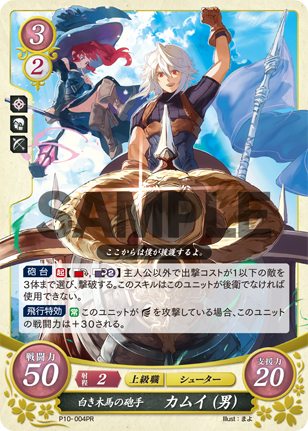 3
2
SAMPLE
ここからは僕が援護するよ。
砲台 起 【 , 2】主人公以外で出撃コストが1以下の敵を
3体まで選び、撃破する。このスキルはこのユニットが後衛でなければ
使用できない。
飛行特効 常 このユニットが を攻撃している場合、このユニット
の戦闘力は+30される。
戦闘力
50
射程 2 上級職 シューター
支援力
20
白き木馬の砲手 カムイ(男)
P10-004PR
Illust:まよ